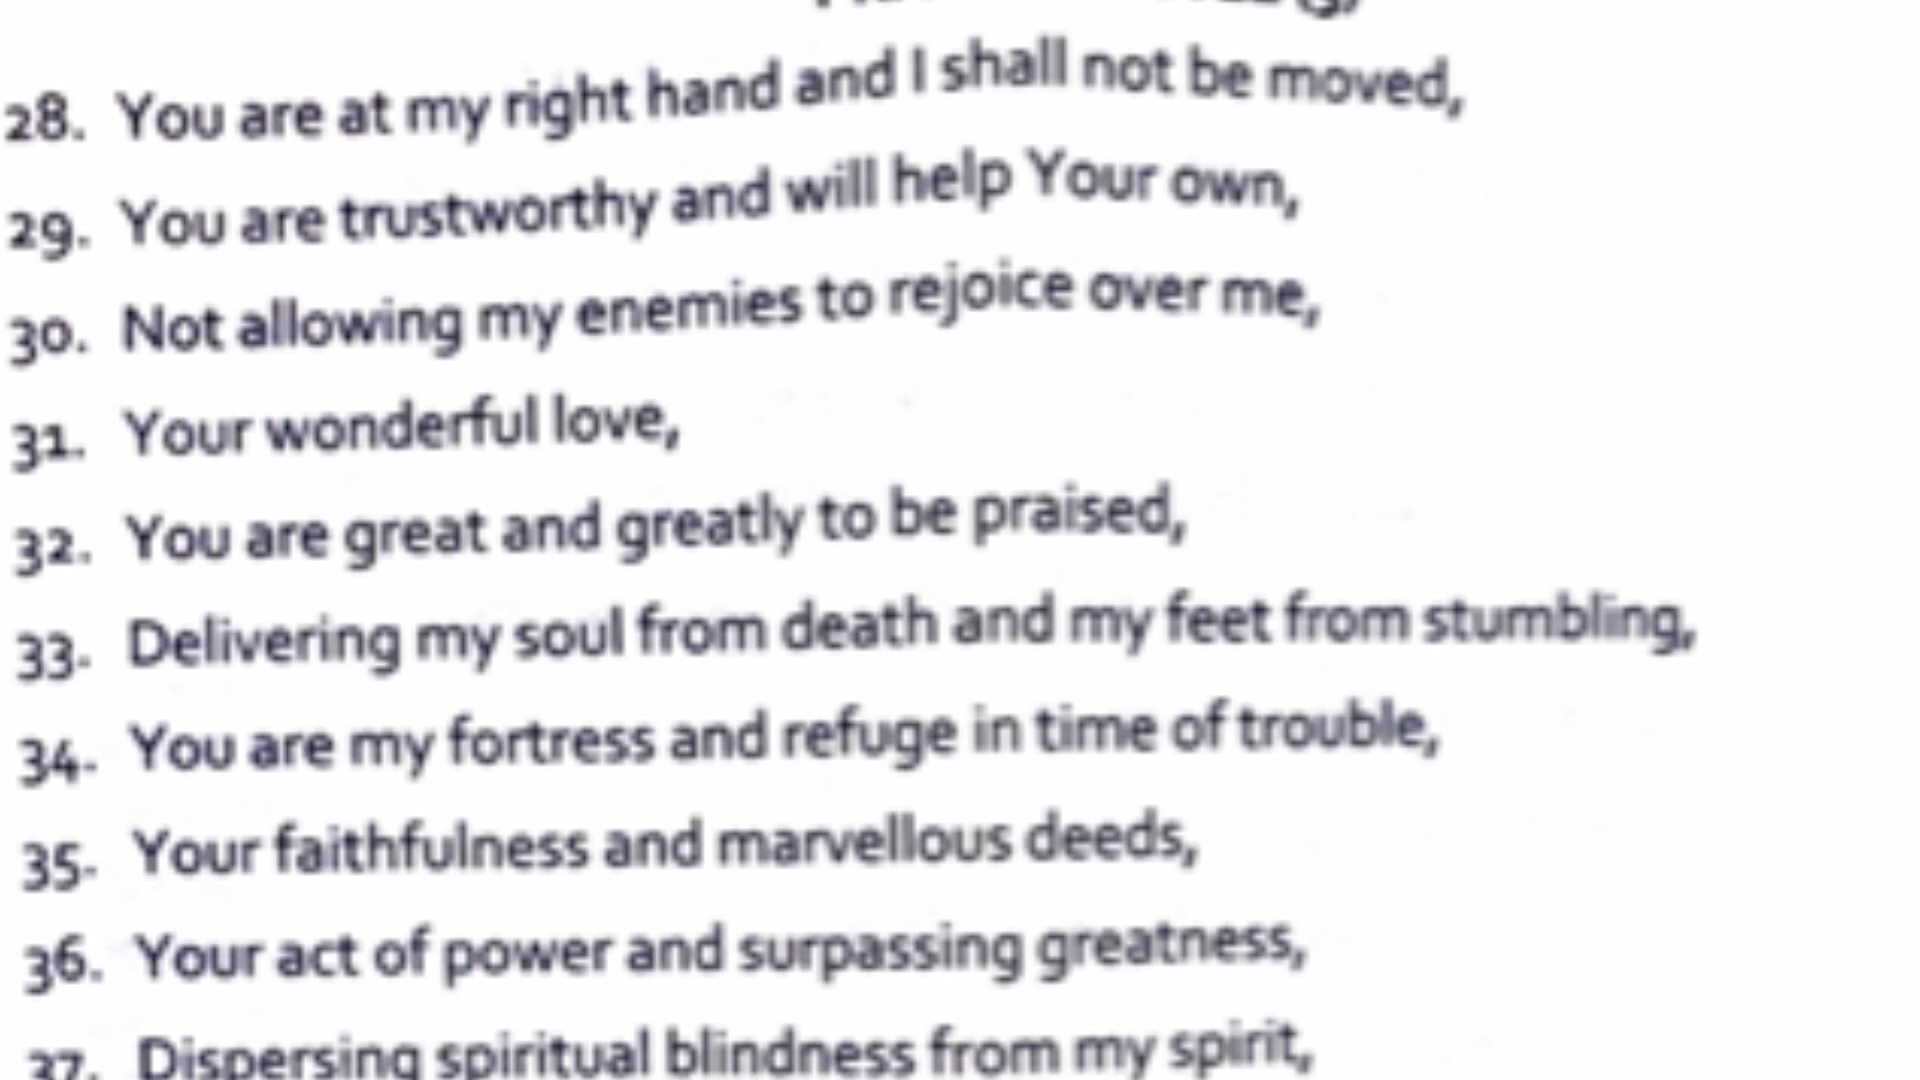 28. You are at my right hand and I shall not be moved,
29. You are trustworthy and will help Your own,
30. Not allowing my enemies to rejoice over me,
31. Your wonderful love,
32. You are great and greatly to be praised,
33. Delivering my soul from death and my feet from stumbling,
34. You are my fortress and refuge in time of trouble,
35. Your faithfulness and marvellous deeds,
36. Your act of power and surpassing greatness,
37. Dispersing spiritual blindness from my spirit,